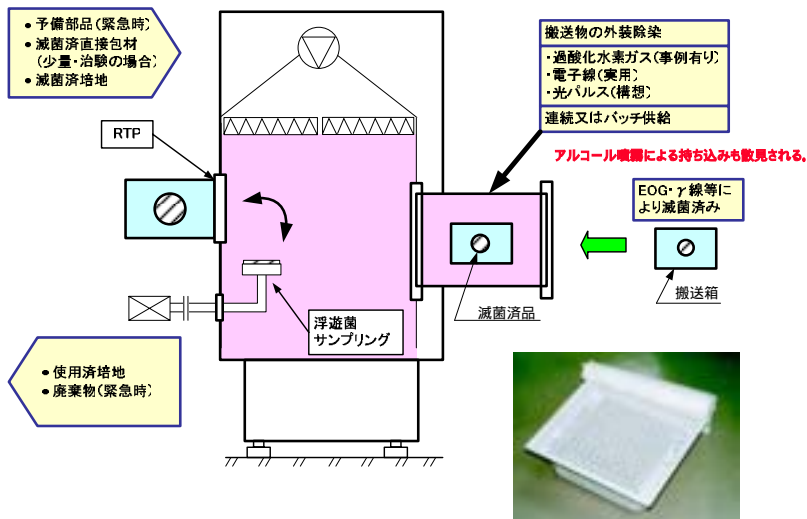 ● 予備部品(緊急時)
● 滅菌済直接包材
(少量・治験の場合)
● 滅菌済培地
RTP
搬送物の外装除染
・過酸化水素ガス(事例有り)
・電子線(実用)
・光パルス(構想)
連続又はバッチ供給
アルコール噴霧による持ち込みも散見される。
EOG・γ線等に
より滅菌済み
搬送箱
滅菌済品
浮遊菌
サンプリング
● 使用済培地
● 廃棄物(緊急時)